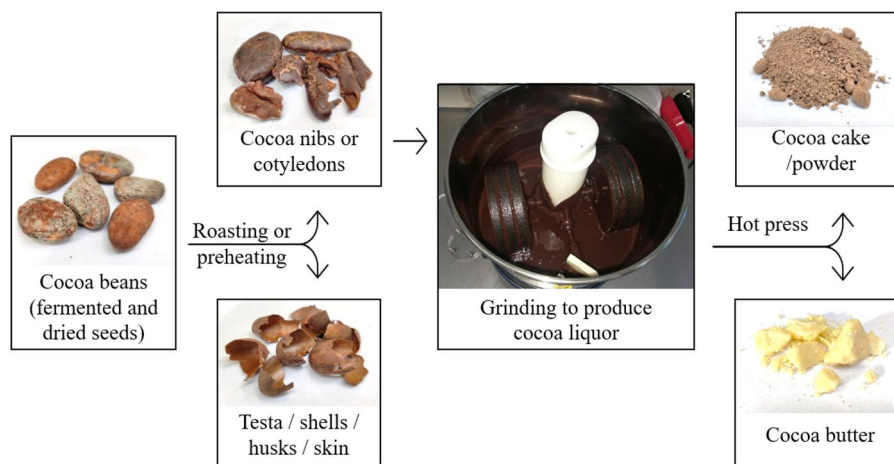 Cocoa beans
(fermented and
dried seeds)
Roasting or
preheating
Cocoa nibs or
cotyledons
Testa / shells /
husks / skin
Grinding to produce
cocoa liquor
Hot press
Cocoa cake
/powder
Cocoa butter